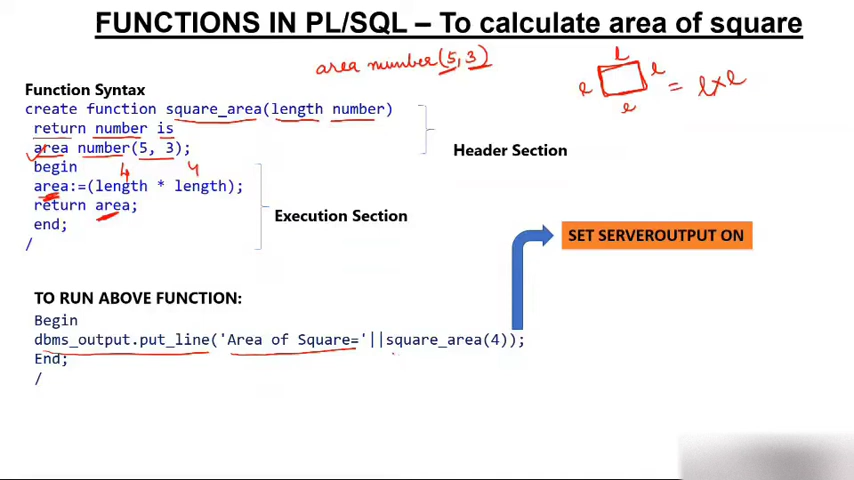 FUNCTIONS IN PL/SQL – To calculate area of square
area number(5,3)
l
l l = l×l
l
Function Syntax
create function square_area(length number)
return number is
area number(5, 3);
begin
4 4
area:=(length * length);
return area;
end;
/
Header Section
Execution Section
SET SERVEROUTPUT ON
TO RUN ABOVE FUNCTION:
Begin
dbms_output.put_line('Area of Square='||square_area(4));
End;
/